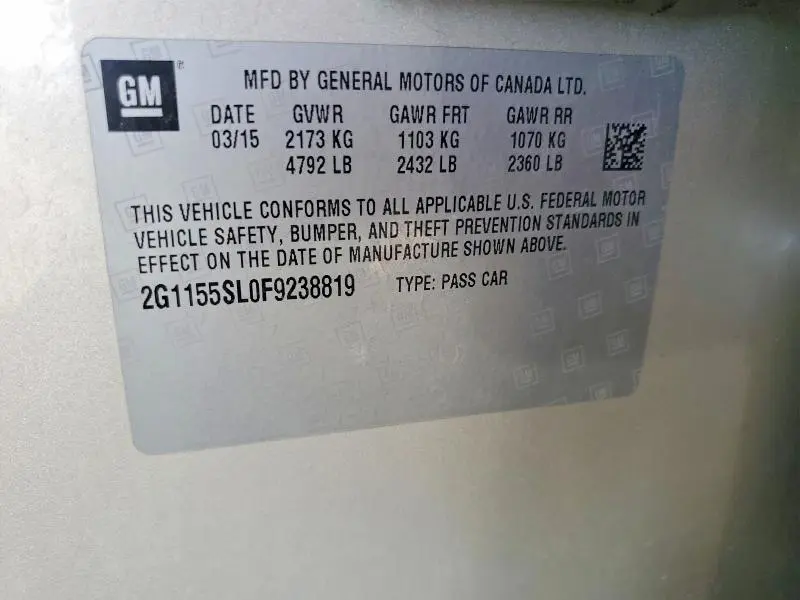 GM®
MFD BY GENERAL MOTORS OF CANADA LTD.
DATE GVWR GAWR FRT GAWR RR
03/15 2173 KG 1103 KG 1070 KG
4792 LB 2432 LB 2360 LB
THIS VEHICLE CONFORMS TO ALL APPLICABLE U.S. FEDERAL MOTOR
VEHICLE SAFETY, BUMPER, AND THEFT PREVENTION STANDARDS IN
EFFECT ON THE DATE OF MANUFACTURE SHOWN ABOVE.
2G1155SL0F9238819 TYPE: PASS CAR